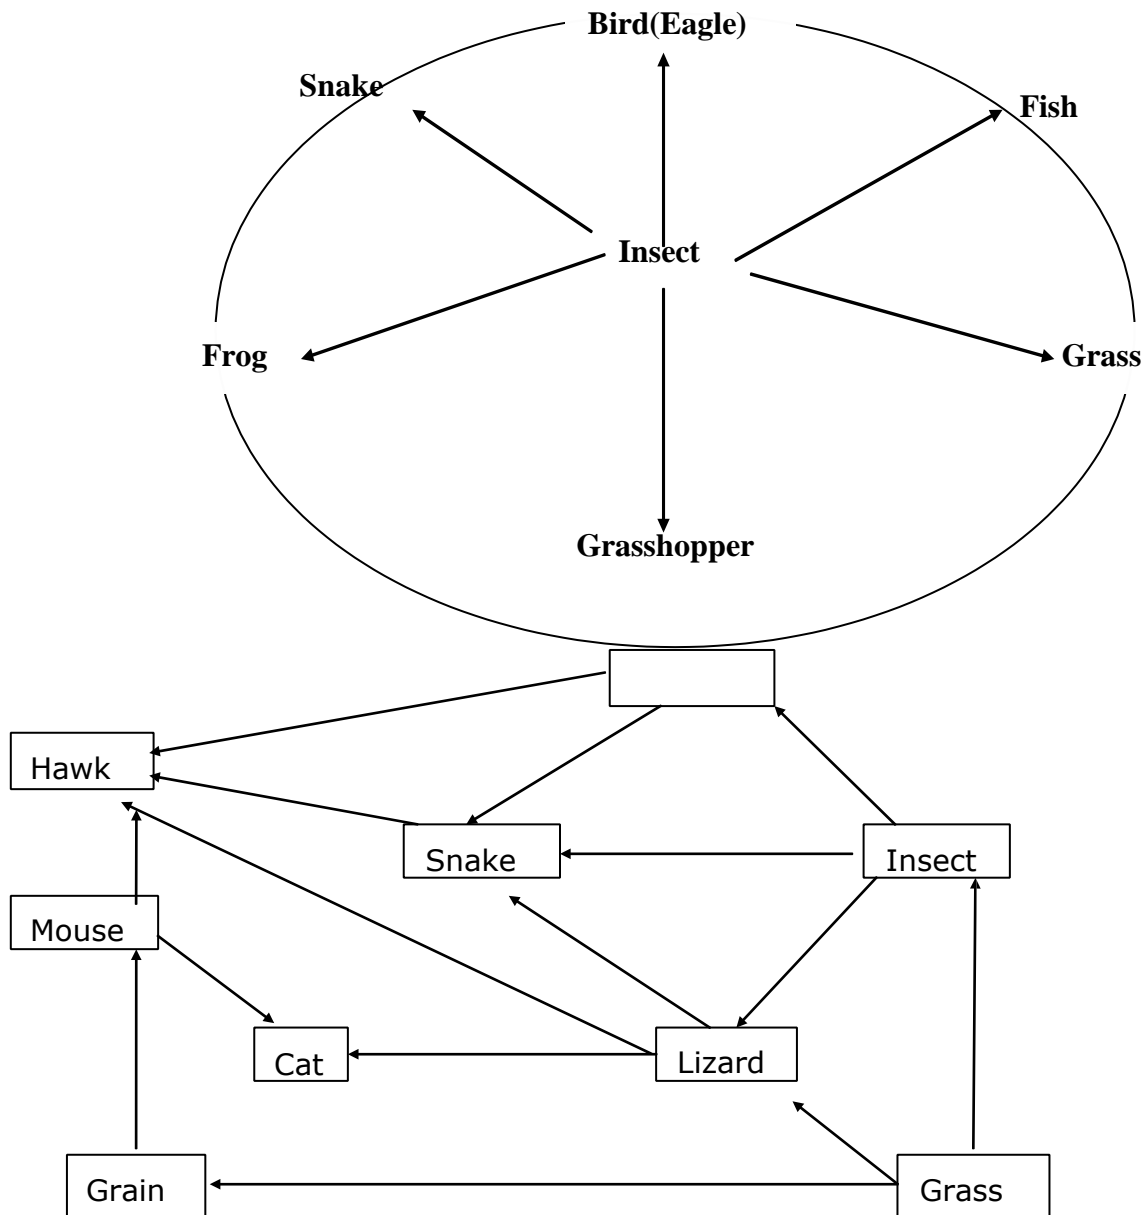 Bird(Eagle)
Snake
Fish
Insect
Frog
Grass
Grasshopper
Hawk
Snake
Insect
Mouse
Cat
Lizard
Grain
Grass